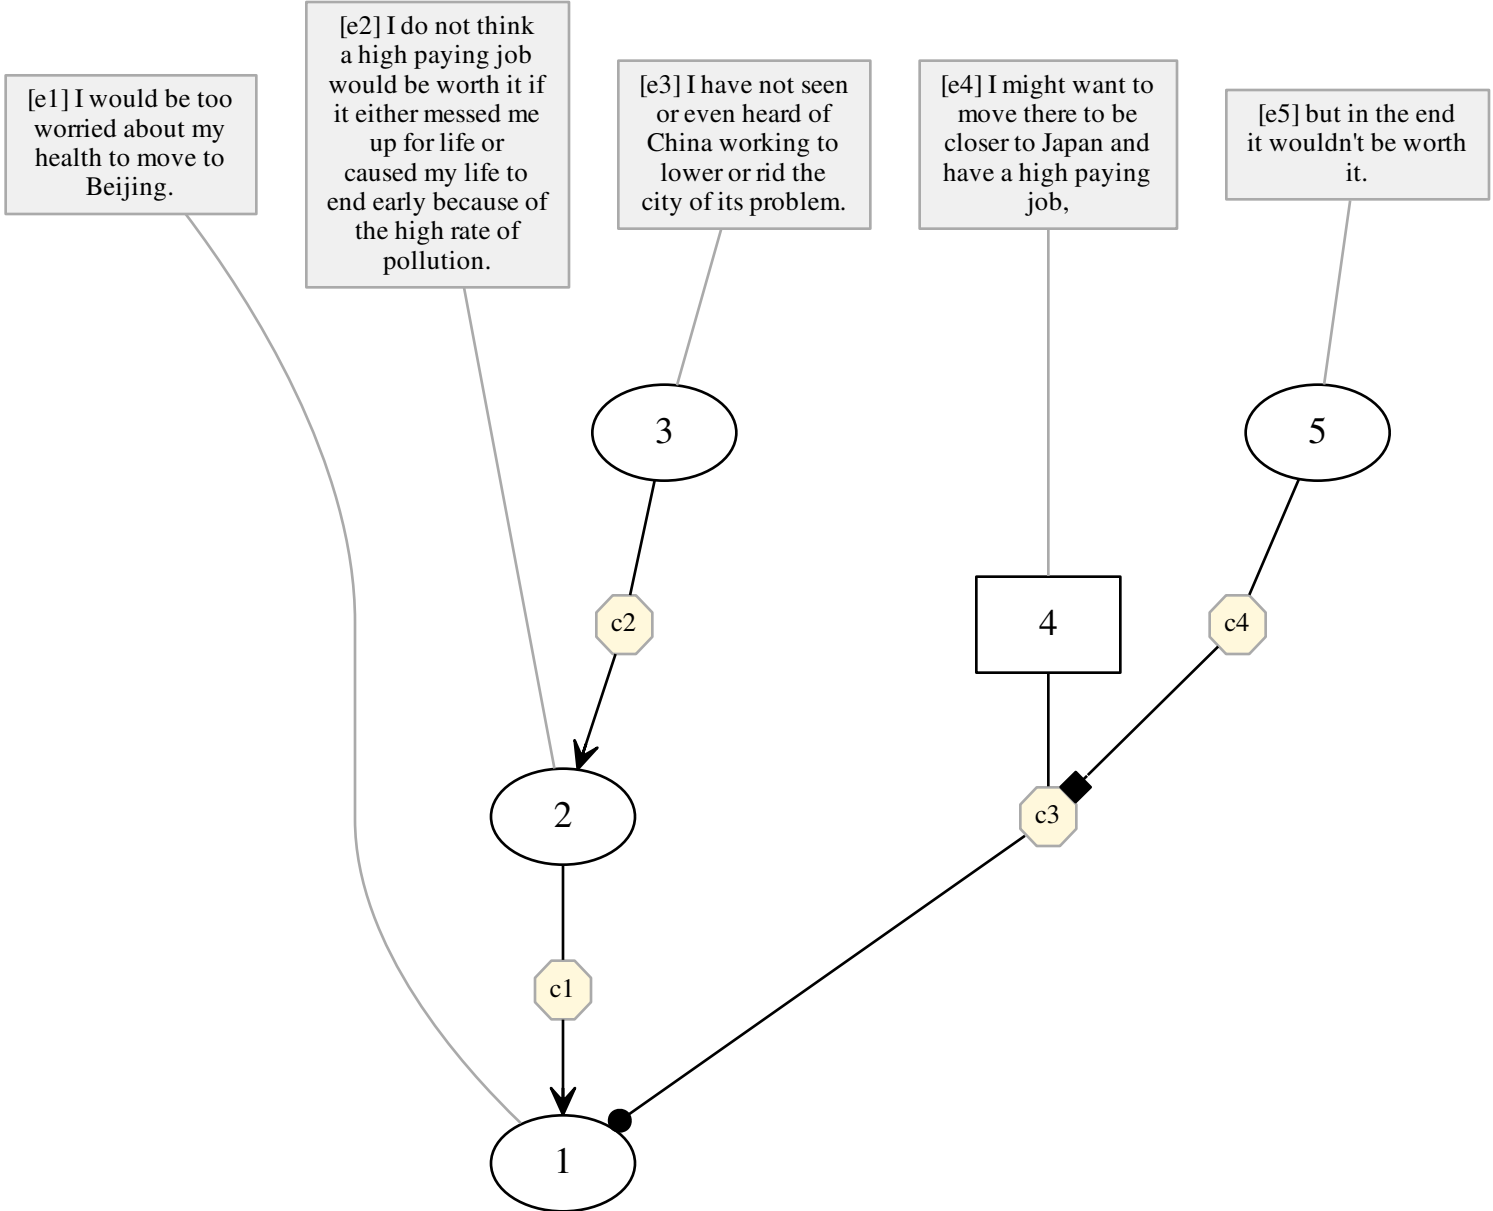 [e1] I would be too
worried about my
health to move to
Beijing.
[e2] I do not think
a high paying job
would be worth it if
it either messed me
up for life or
caused my life to
end early because of
the high rate of
pollution.
[e3] I have not seen
or even heard of
China working to
lower or rid the
city of its problem.
[e4] I might want to
move there to be
closer to Japan and
have a high paying
job,
[e5] but in the end
it wouldn't be worth
it.
3
5
c2
4
c4
2
c3
c1
1